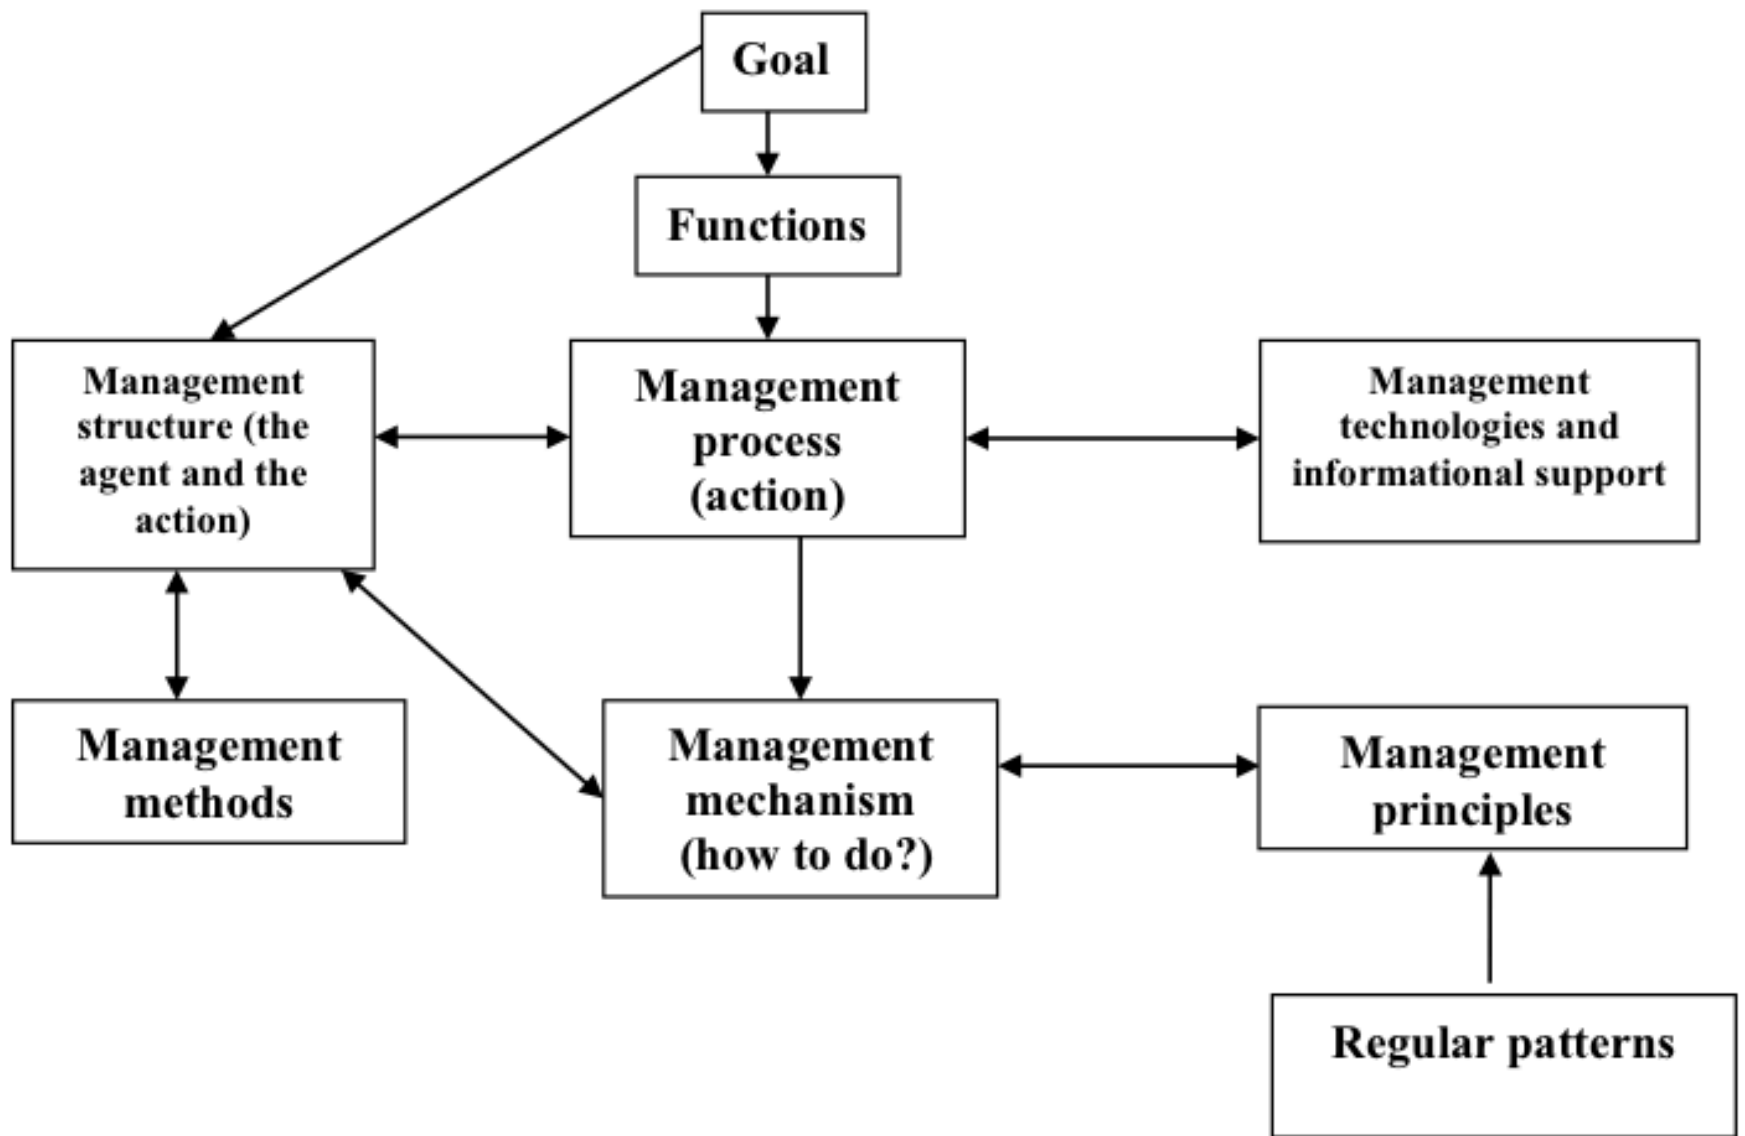 Goal
Functions
Management
structure (the
agent and the
action)
Management
process
(action)
Management
technologies and
informational support
Management
methods
Management
mechanism
(how to do?)
Management
principles
Regular patterns